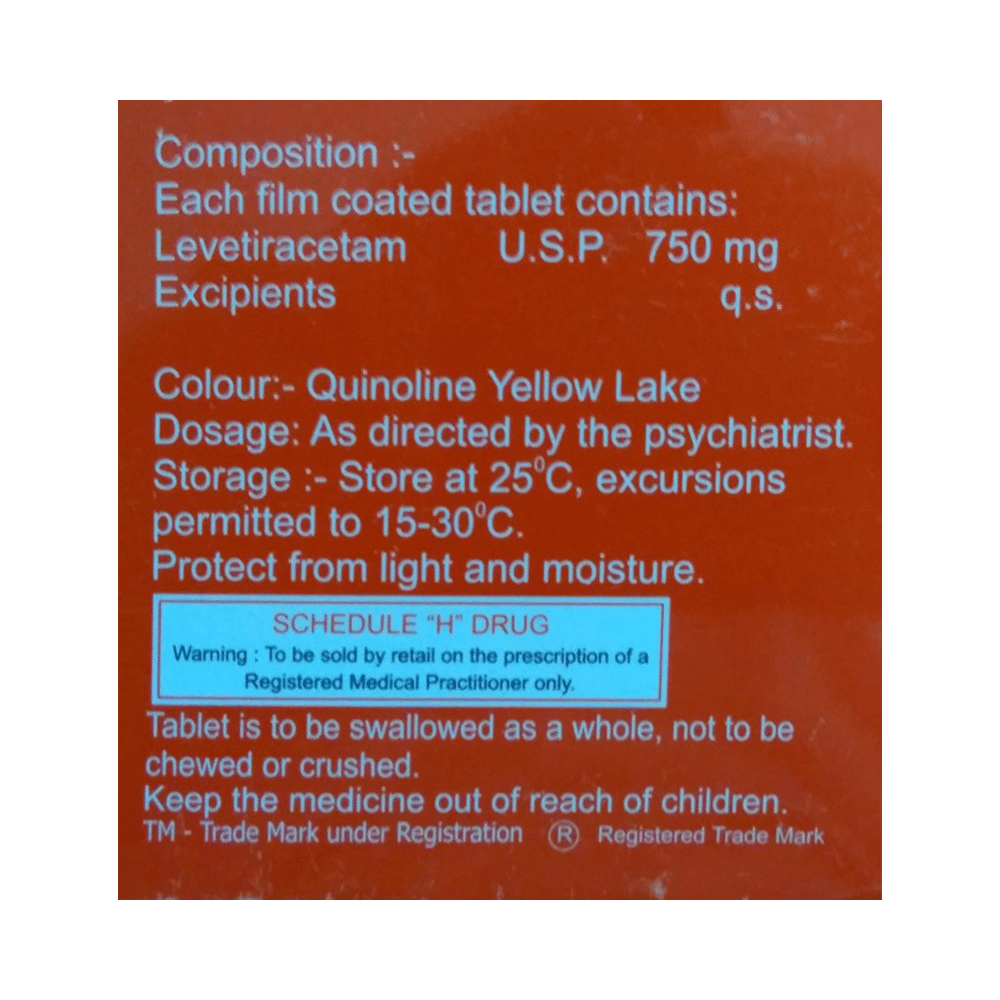 Composition :-
Each film coated tablet contains:
Levetiracetam U.S.P. 750 mg
Excipients q.s.
Colour:- Quinoline Yellow Lake
Dosage: As directed by the psychiatrist.
Storage :- Store at 25⁰C, excursions
permitted to 15-30⁰C.
Protect from light and moisture.
SCHEDULE “H” DRUG
Warning : To be sold by retail on the prescription of a
Registered Medical Practitioner only.
Tablet is to be swallowed as a whole, not to be
chewed or crushed.
Keep the medicine out of reach of children.
TM - Trade Mark under Registration ® Registered Trade Mark